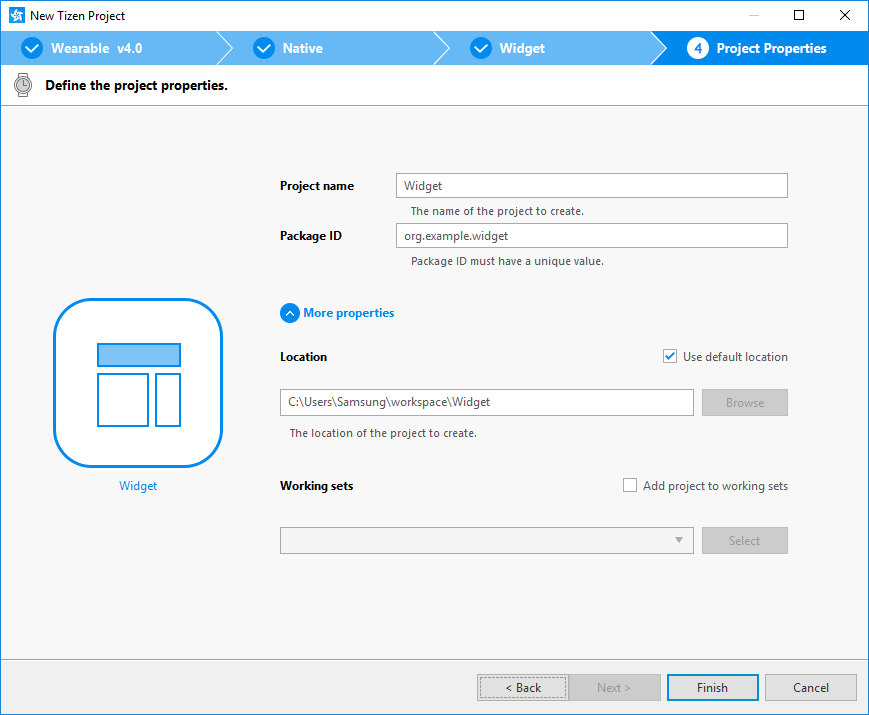 New Tizen Project
Wearable v4.0 Native Widget 4 Project Properties
Define the project properties.
Project name Widget
The name of the project to create.
Package ID org.example.widget
Package ID must have a unique value.
More properties
Location Use default location
C:\Users\Samsung\workspace\Widget Browse
The location of the project to create.
Widget
Working sets Add project to working sets
Select
< Back Next > Finish Cancel